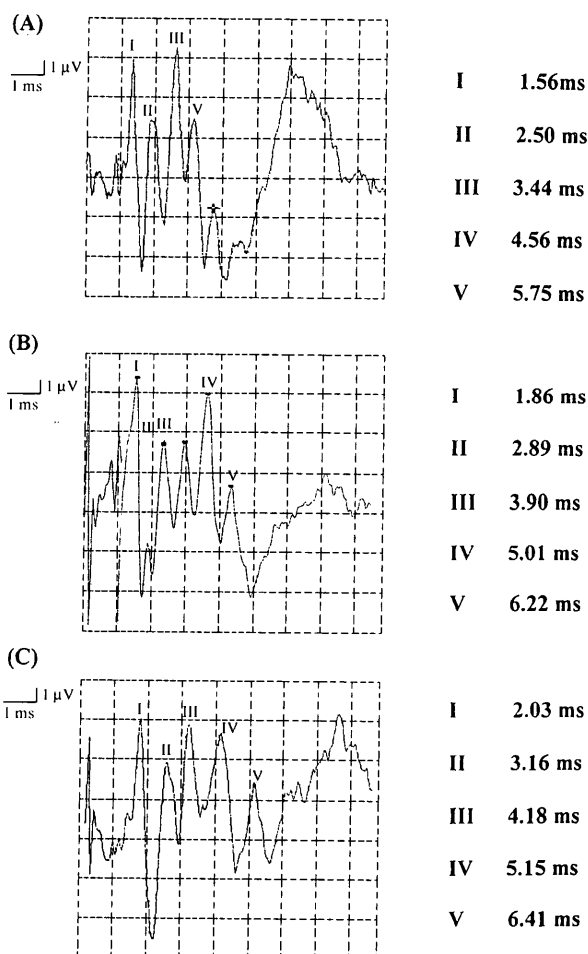 (A)
I III
1 μV
1 ms
II V
I 1.56ms
II 2.50 ms
III 3.44 ms
IV 4.56 ms
V 5.75 ms
(B)
I IV
1 μV
1 ms
II III
V
I 1.86 ms
II 2.89 ms
III 3.90 ms
IV 5.01 ms
V 6.22 ms
(C)
1 μV
1 ms
I III IV
II V
I 2.03 ms
II 3.16 ms
III 4.18 ms
IV 5.15 ms
V 6.41 ms